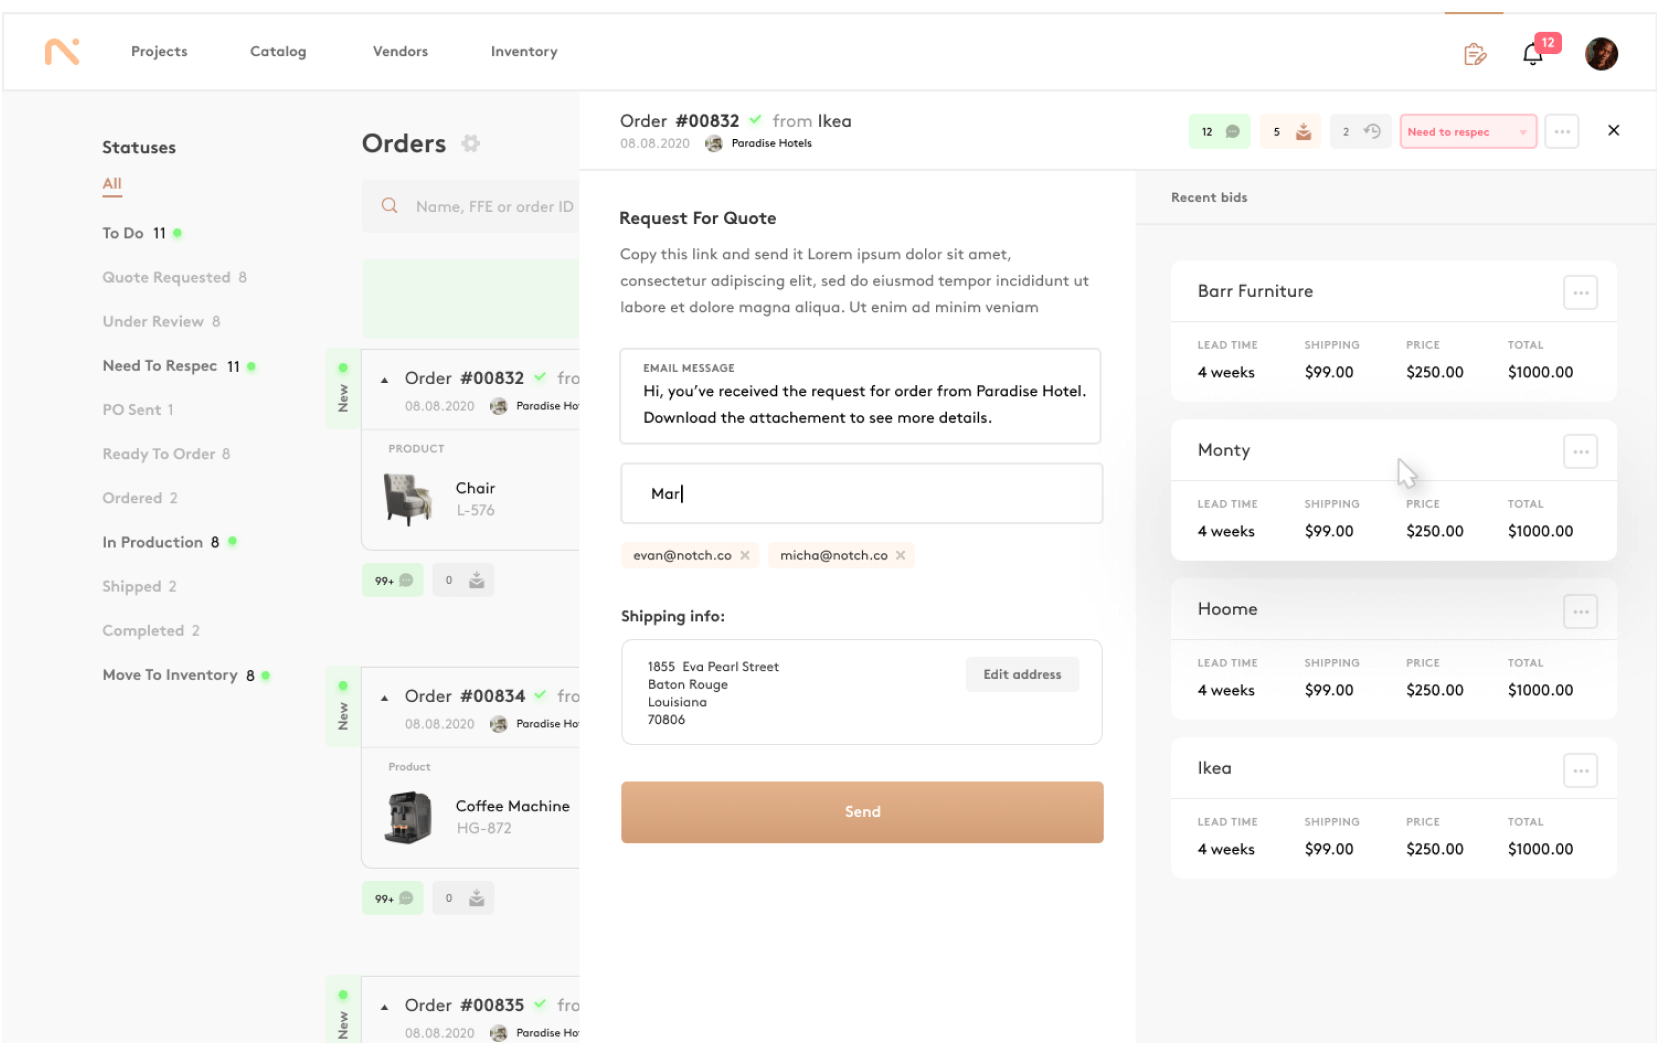 Projects
Catalog
Vendors
Inventory
12
Statuses
All
To Do 11
Quote Requested 8
Under Review 8
Need To Respec 11
PO Sent 1
Ready To Order 8
Ordered 2
In Production 8
Shipped 2
Completed 2
Move To Inventory 8
Orders
Name, FFE or order ID
New
Order #00832 fro
08.08.2020 Paradise Ho
PRODUCT
Chair
L-576
99+
0
New
Order #00834 fro
08.08.2020 Paradise Ho
Product
Coffee Machine
HG-872
99+
0
New
Order #00835 fro
08.08.2020 Paradise Ho
Order #00832 from Ikea
08.08.2020 Paradise Hotels
12
5
2
Need to respec
Request For Quote
Copy this link and send it Lorem ipsum dolor sit amet,
consectetur adipiscing elit, sed do eiusmod tempor incididunt ut
labore et dolore magna aliqua. Ut enim ad minim veniam
EMAIL MESSAGE
Hi, you’ve received the request for order from Paradise Hotel.
Download the attachement to see more details.
Mar
evan@notch.co
micha@notch.co
Shipping info:
1855 Eva Pearl Street
Baton Rouge
Louisiana
70806
Edit address
Send
Recent bids
Barr Furniture
LEAD TIME SHIPPING PRICE TOTAL
4 weeks $99.00 $250.00 $1000.00
Monty
LEAD TIME SHIPPING PRICE TOTAL
4 weeks $99.00 $250.00 $1000.00
Hoome
LEAD TIME SHIPPING PRICE TOTAL
4 weeks $99.00 $250.00 $1000.00
Ikea
LEAD TIME SHIPPING PRICE TOTAL
4 weeks $99.00 $250.00 $1000.00